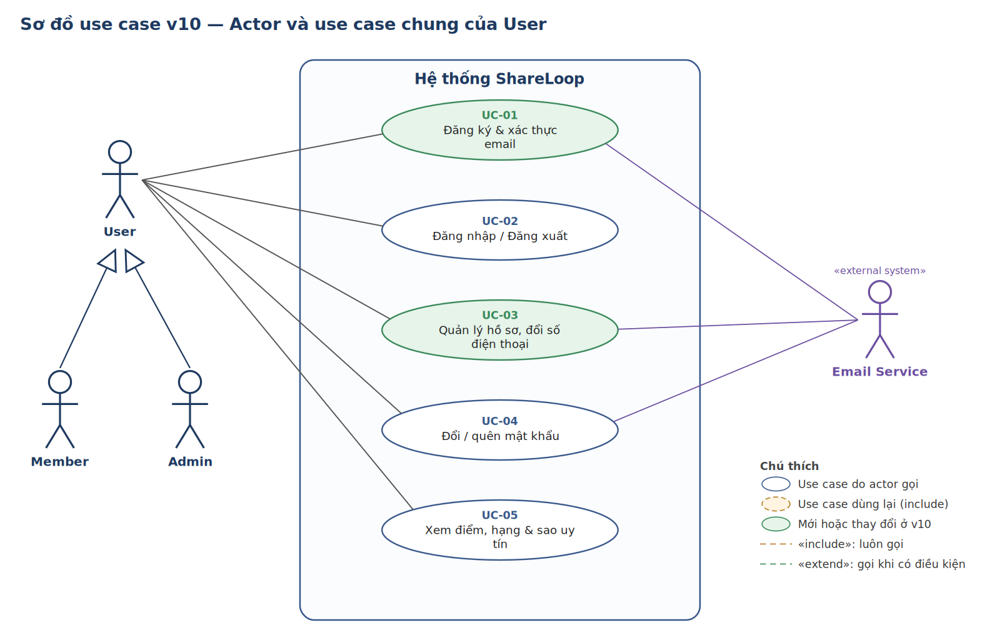 Sơ đồ use case v10 — Actor và use case chung của User
Hệ thống ShareLoop
UC-01
Đăng ký & xác thực
email
UC-02
Đăng nhập / Đăng xuất
User
«external system»
UC-03
Quản lý hồ sơ, đổi số
điện thoại
Email Service
UC-04
Đổi / quên mật khẩu
Member
Admin
UC-05
Xem điểm, hạng & sao uy
tín
Chú thích
Use case do actor gọi
Use case dùng lại (include)
Mới hoặc thay đổi ở v10
«include»: luôn gọi
«extend»: gọi khi có điều kiện